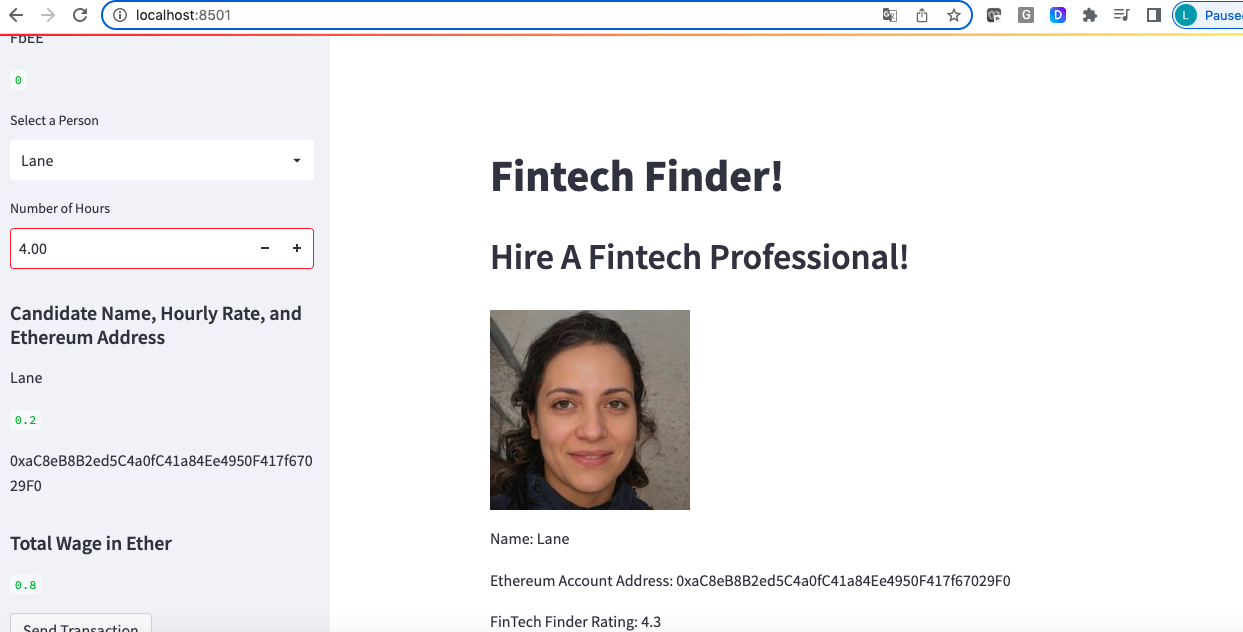 localhost:8501
G
D
L
Pause
FbEE
0
Select a Person
Lane
Number of Hours
4.00
Candidate Name, Hourly Rate, and
Ethereum Address
Lane
0.2
0xaC8eB8B2ed5C4a0fC41a84Ee4950F417f670
29F0
Total Wage in Ether
0.8
Send Transaction
Fintech Finder!
Hire A Fintech Professional!
Name: Lane
Ethereum Account Address: 0xaC8eB8B2ed5C4a0fC41a84Ee4950F417f67029F0
FinTech Finder Rating: 4.3